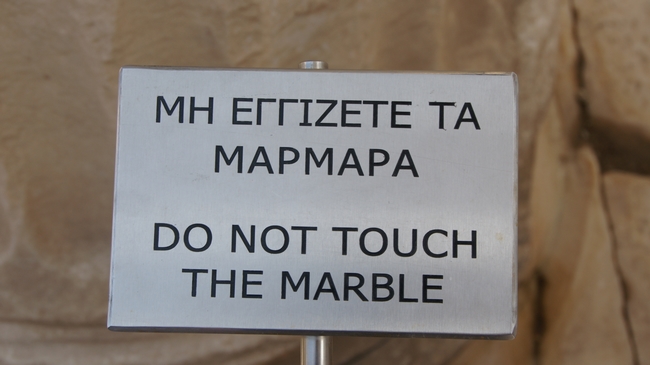 ΜΗ ΕΓΓΙΖΕΤΕ ΤΑ
ΜΑΡΜΑΡΑ
DO NOT TOUCH
THE MARBLE